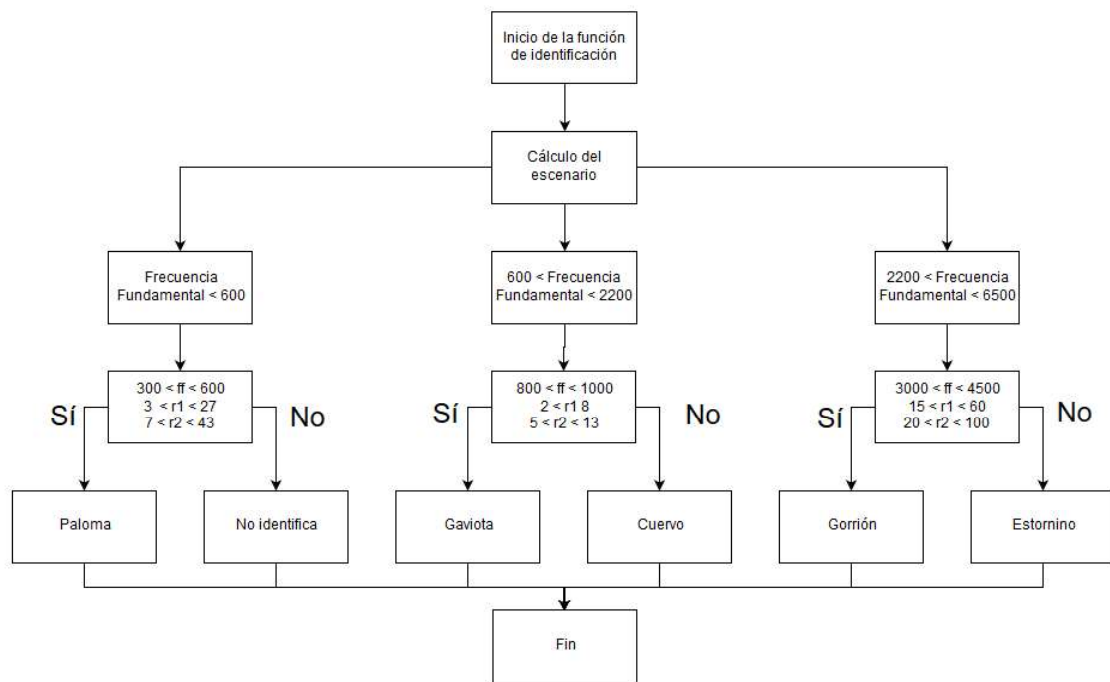 Inicio de la función
de identificación
Cálculo del
escenario
Frecuencia
Fundamental < 600
600 < Frecuencia
Fundamental < 2200
2200 < Frecuencia
Fundamental < 6500
300 < ff < 600
3 < r1 < 27
7 < r2 < 43
Sí
No
800 < ff < 1000
2 < r1 8
5 < r2 < 13
Sí
No
3000 < ff < 4500
15 < r1 < 60
20 < r2 < 100
Sí
No
Paloma
No identifica
Gaviota
Cuervo
Gorrión
Estornino
Fin